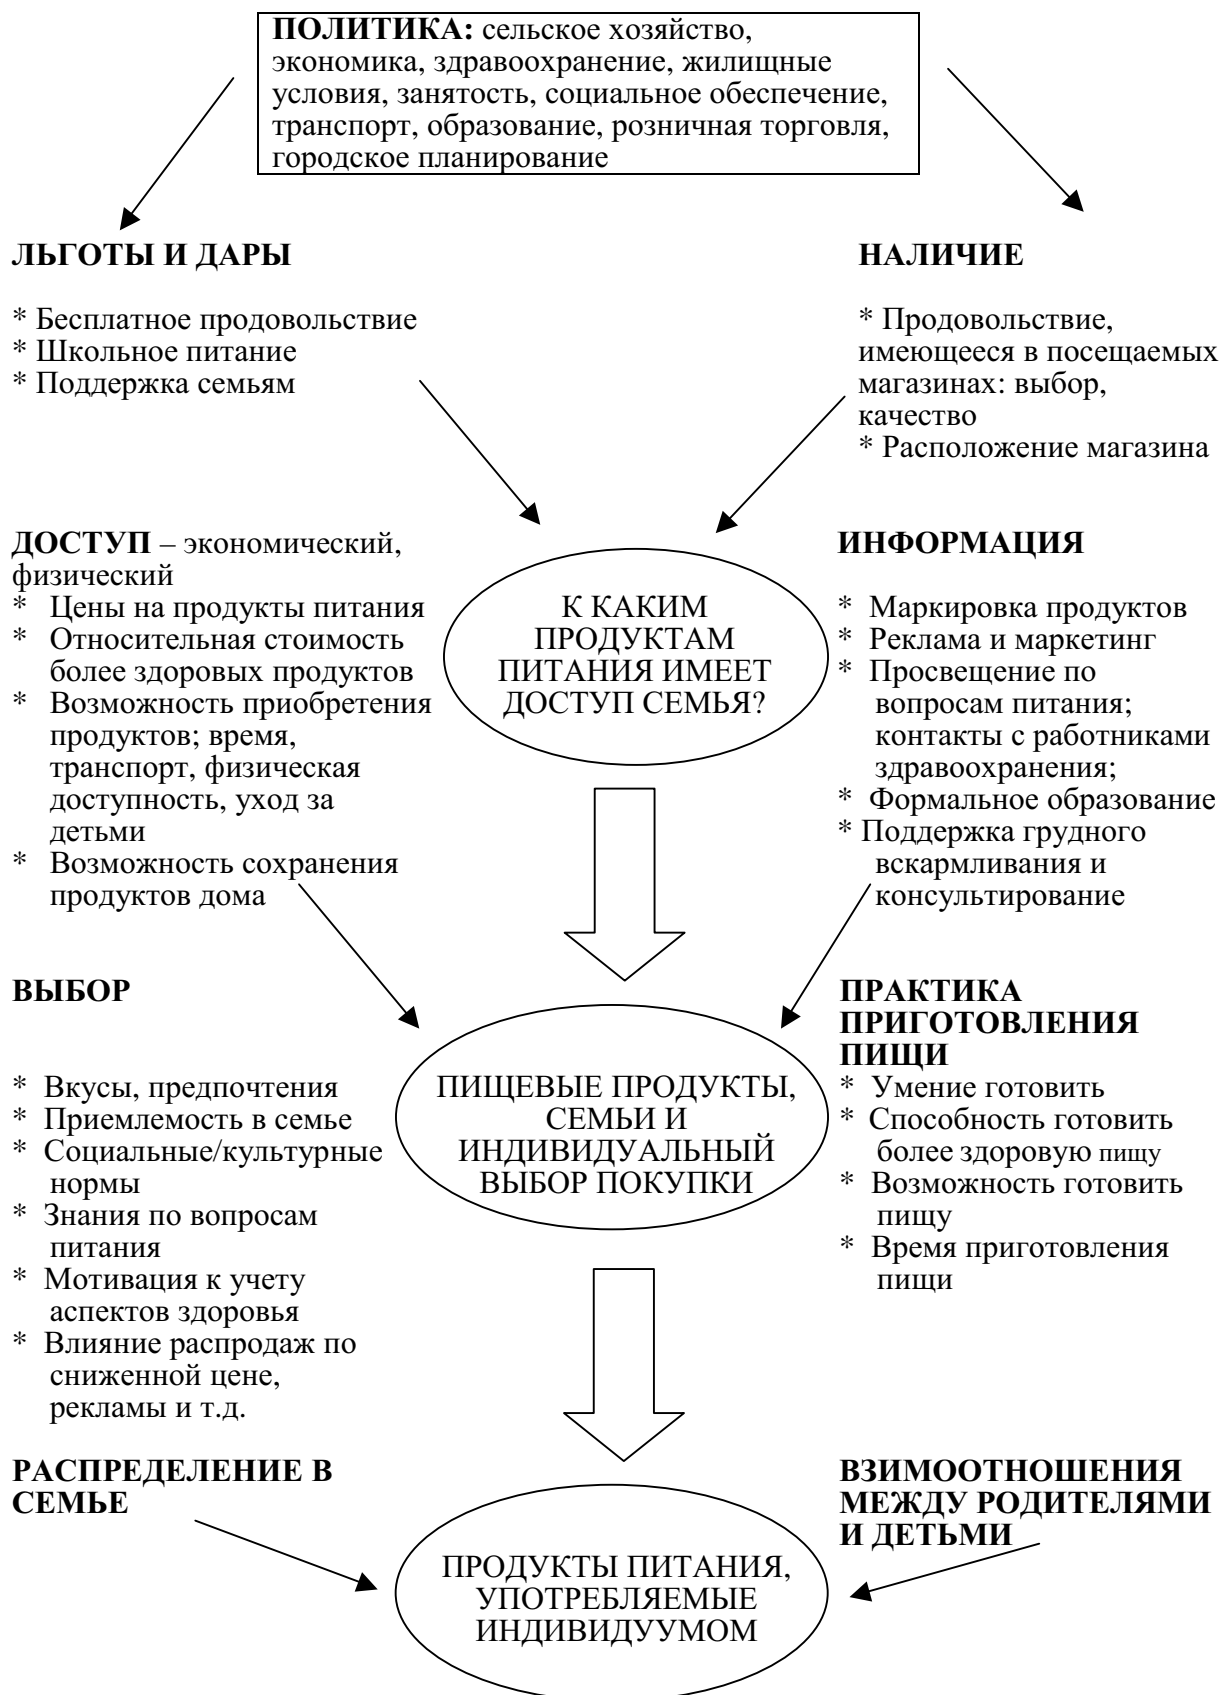 ПОЛИТИКА: сельское хозяйство,
экономика, здравоохранение, жилищные
условия, занятость, социальное обеспечение,
транспорт, образование, розничная торговля,
городское планирование
ЛЬГОТЫ И ДАРЫ
* Бесплатное продовольствие
* Школьное питание
* Поддержка семьям
НАЛИЧИЕ
* Продовольствие,
имеющееся в посещаемых
магазинах: выбор,
качество
* Расположение магазина
ДОСТУП – экономический,
физический
* Цены на продукты питания
* Относительная стоимость
более здоровых продуктов
* Возможность приобретения
продуктов; время,
транспорт, физическая
доступность, уход за
детьми
* Возможность сохранения
продуктов дома
К КАКИМ
ПРОДУКТАМ
ПИТАНИЯ ИМЕЕТ
ДОСТУП СЕМЬЯ?
ИНФОРМАЦИЯ
* Маркировка продуктов
* Реклама и маркетинг
* Просвещение по
вопросам питания;
контакты с работниками
здравоохранения;
* Формальное образование
* Поддержка грудного
вскармливания и
консультирование
ВЫБОР
* Вкусы, предпочтения
* Приемлемость в семье
* Социальные/культурные
нормы
* Знания по вопросам
питания
* Мотивация к учету
аспектов здоровья
* Влияние распродаж по
сниженной цене,
рекламы и т.д.
ПИЩЕВЫЕ ПРОДУКТЫ,
СЕМЬИ И
ИНДИВИДУАЛЬНЫЙ
ВЫБОР ПОКУПКИ
ПРАКТИКА
ПРИГОТОВЛЕНИЯ
ПИЩИ
* Умение готовить
* Способность готовить
более здоровую пищу
* Возможность готовить
пищу
* Время приготовления
пищи
РАСПРЕДЕЛЕНИЕ В
СЕМЬЕ
ПРОДУКТЫ ПИТАНИЯ,
УПОТРЕБЛЯЕМЫЕ
ИНДИВИДУУМОМ
ВЗИМООТНОШЕНИЯ
МЕЖДУ РОДИТЕЛЯМИ
И ДЕТЬМИ